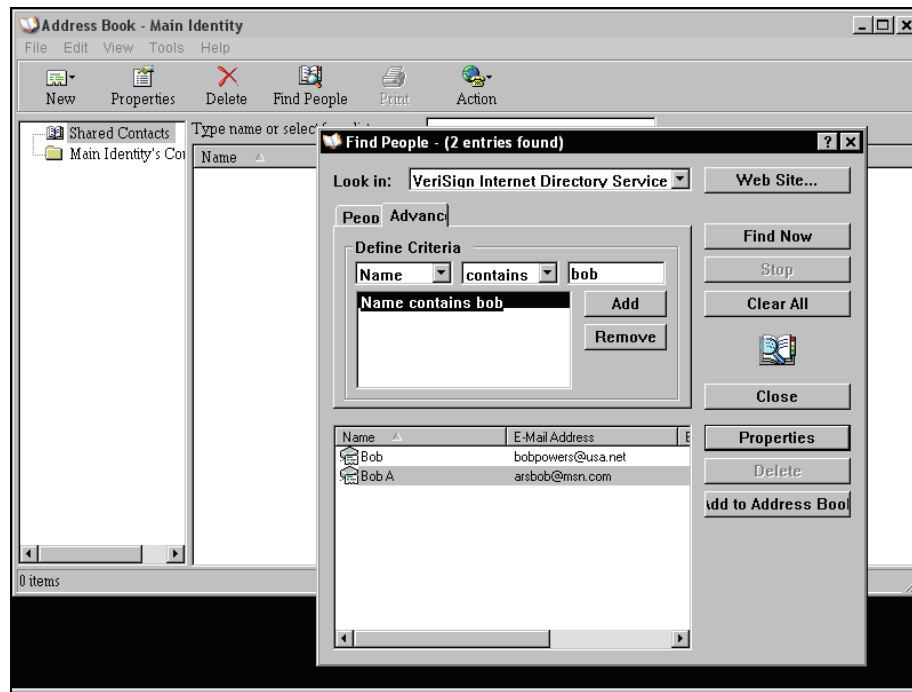 Address Book - Main Identity
File Edit View Tools Help
New Properties Delete Find People Print Action
Shared Contacts
Main Identity's Co
Type name or select
Name
0 items
Find People - (2 entries found)
Look in: VeriSign Internet Directory Service
Web Site...
Peop Advanc
Define Criteria
Name contains bob
Name contains bob
Add
Remove
Find Now
Stop
Clear All
Close
Name E-Mail Address
Bob bobpowers@usa.net
Bob A arsbob@msn.com
Properties
Delete
Add to Address Book